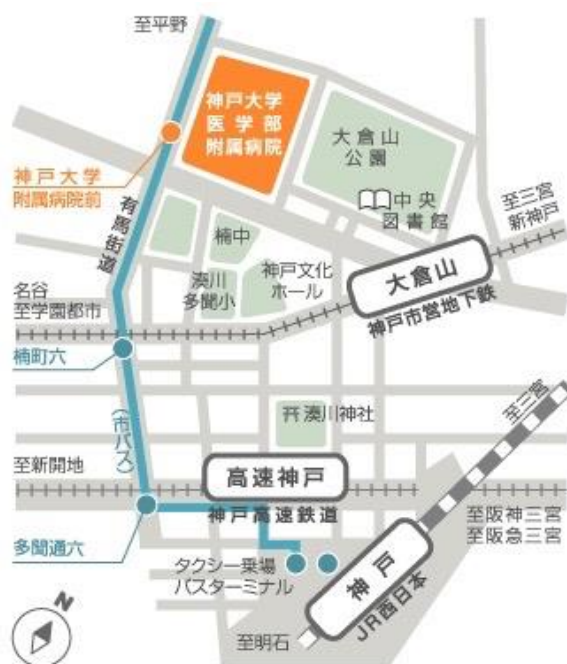 至平野
神戸大学
医学部
附属病院
大倉山
公園
神戸大学
附属病院前
中央
図書館
至三宮
新神戸
有馬街道
楠中
湊川
多聞小
神戸文化
ホール
大倉山
神戸市営地下鉄
名谷
至学園都市
楠町六
(市バス)
湊川神社
至三宮
至新開地
高速神戸
神戸高速鉄道
至阪神三宮
至阪急三宮
多聞通六
タクシー乗場
バスターミナル
神戸
JR西日本
至明石
N